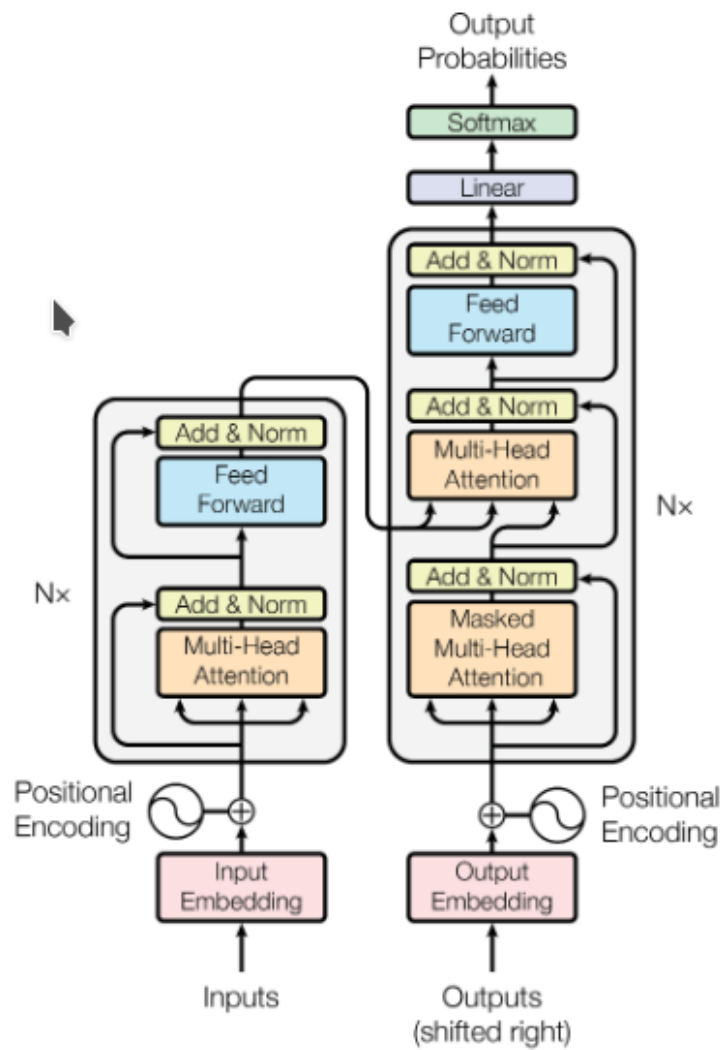 Output
Probabilities
Softmax
Linear
Add & Norm
Feed
Forward
Add & Norm
Multi-Head
Attention
Nx
Add & Norm
Masked
Multi-Head
Attention
Add & Norm
Feed
Forward
Nx
Add & Norm
Multi-Head
Attention
Positional
Encoding
Positional
Encoding
Input
Embedding
Output
Embedding
Inputs
Outputs
(shifted right)